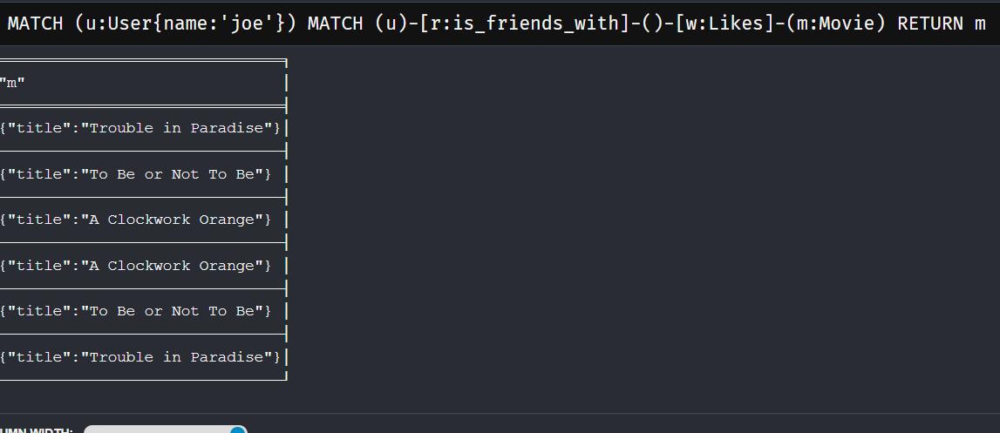 MATCH (u:User{name:'joe'}) MATCH (u)-[r:is_friends_with]-()-[w:Likes]-(m:Movie) RETURN m
"m"
{"title":"Trouble in Paradise"}
{"title":"To Be or Not To Be"}
{"title":"A Clockwork Orange"}
{"title":"A Clockwork Orange"}
{"title":"To Be or Not To Be"}
{"title":"Trouble in Paradise"}
UMN WIDTH: